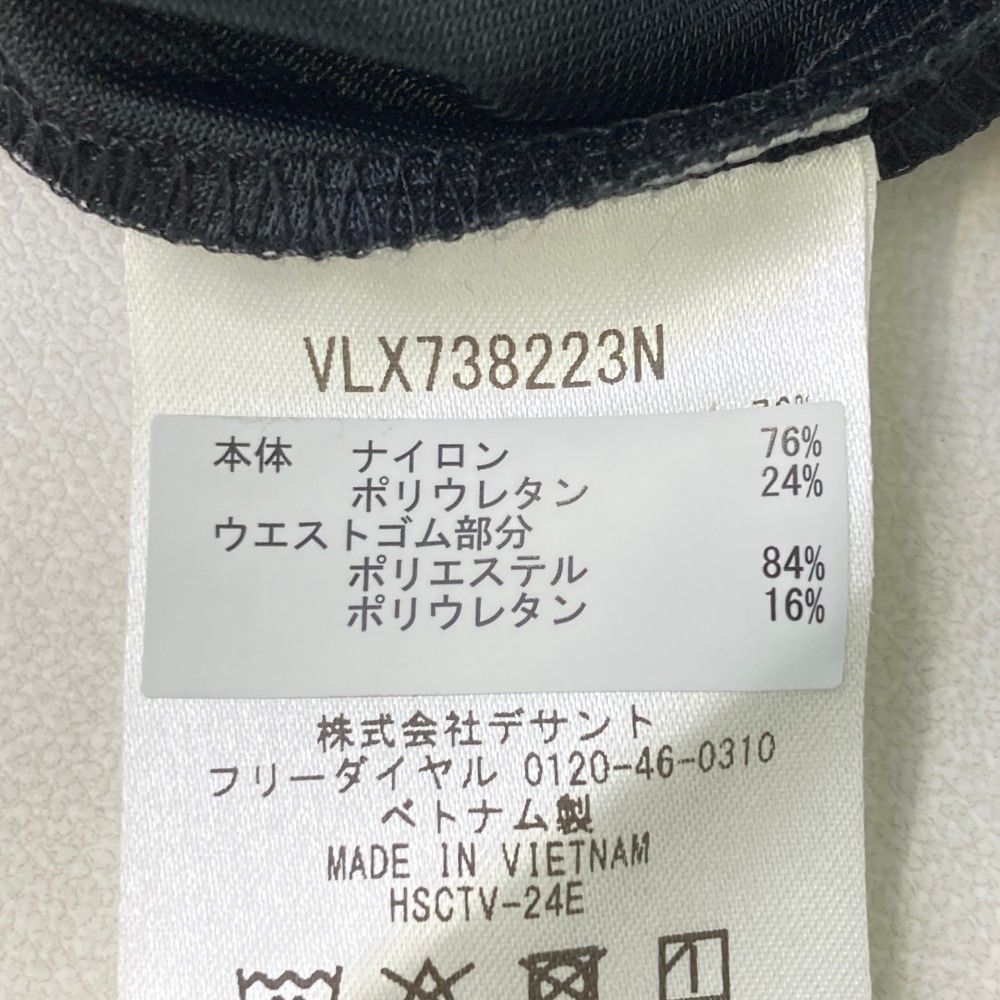 VLX738223N
本体 ナイロン 76%
ポリウレタン 24%
ウエストゴム部分
ポリエステル 84%
ポリウレタン 16%
株式会社デサント
フリーダイヤル 0120-46-0310
ベトナム製
MADE IN VIETNAM
HSCTV-24E